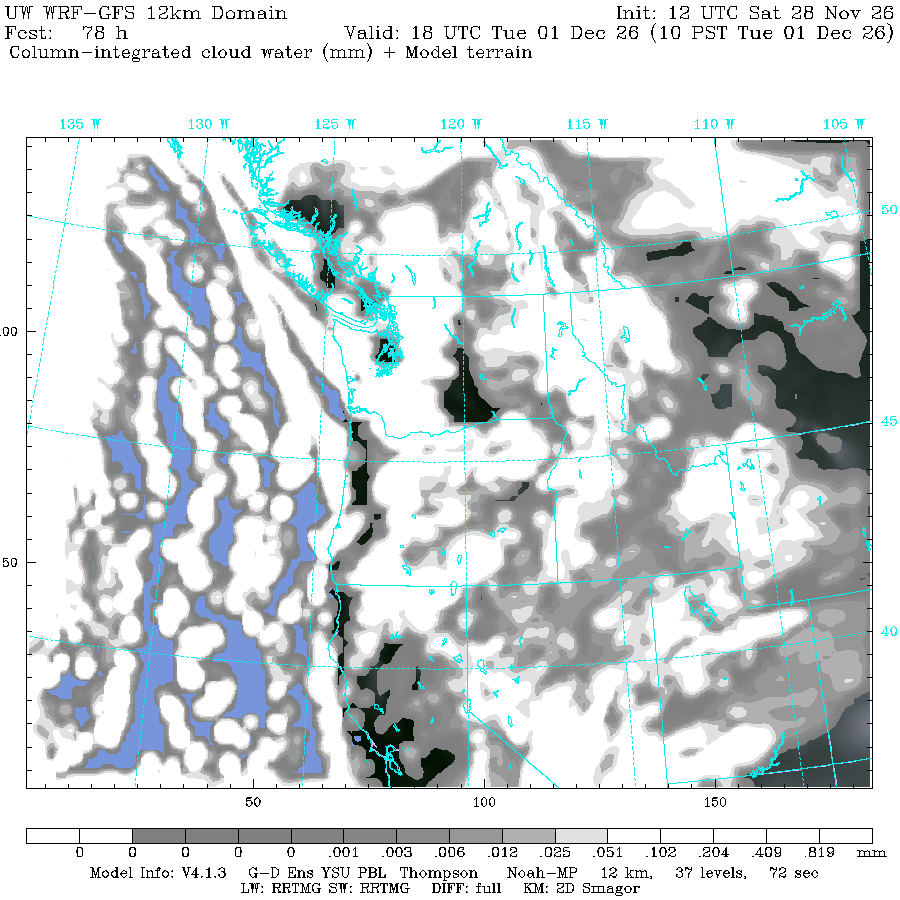 UW WRF-GFS 12km Domain Init: 12 UTC Sat 28 Nov 26
Fcst: 78 h Valid: 18 UTC Tue 01 Dec 26 (10 PST Tue 01 Dec 26)
Column-integrated cloud water (mm) + Model terrain
135 W 130 W 125 W 120 W 115 W 110 W 105 W
50
00
45
50
40
50 100 150
0 0 0 0 .001 .003 .006 .012 .025 .051 .102 .204 .409 .819 mm
Model Info: V4.1.3 G-D Ens YSU PBL Thompson Noah-MP 12 km, 37 levels, 72 sec
LW: RRTMG SW: RRTMG DIFF: full KM: 2D Smagor